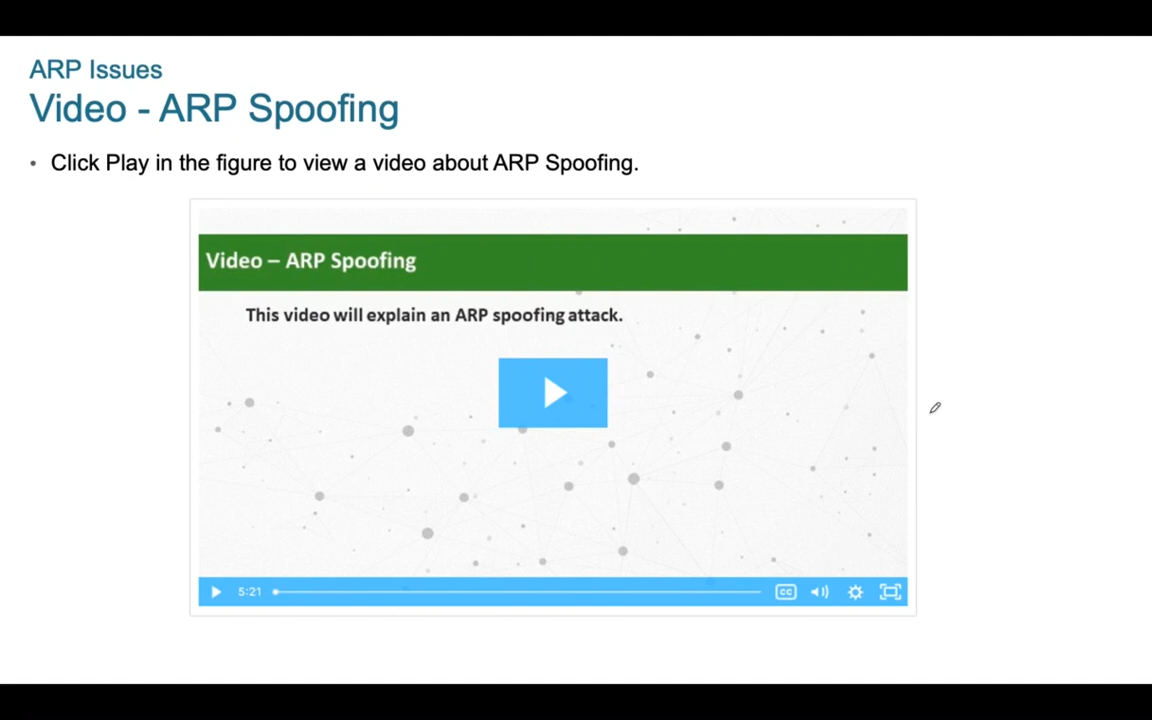 ARP Issues
Video - ARP Spoofing
• Click Play in the figure to view a video about ARP Spoofing.
Video – ARP Spoofing
This video will explain an ARP spoofing attack.
5:21
CC